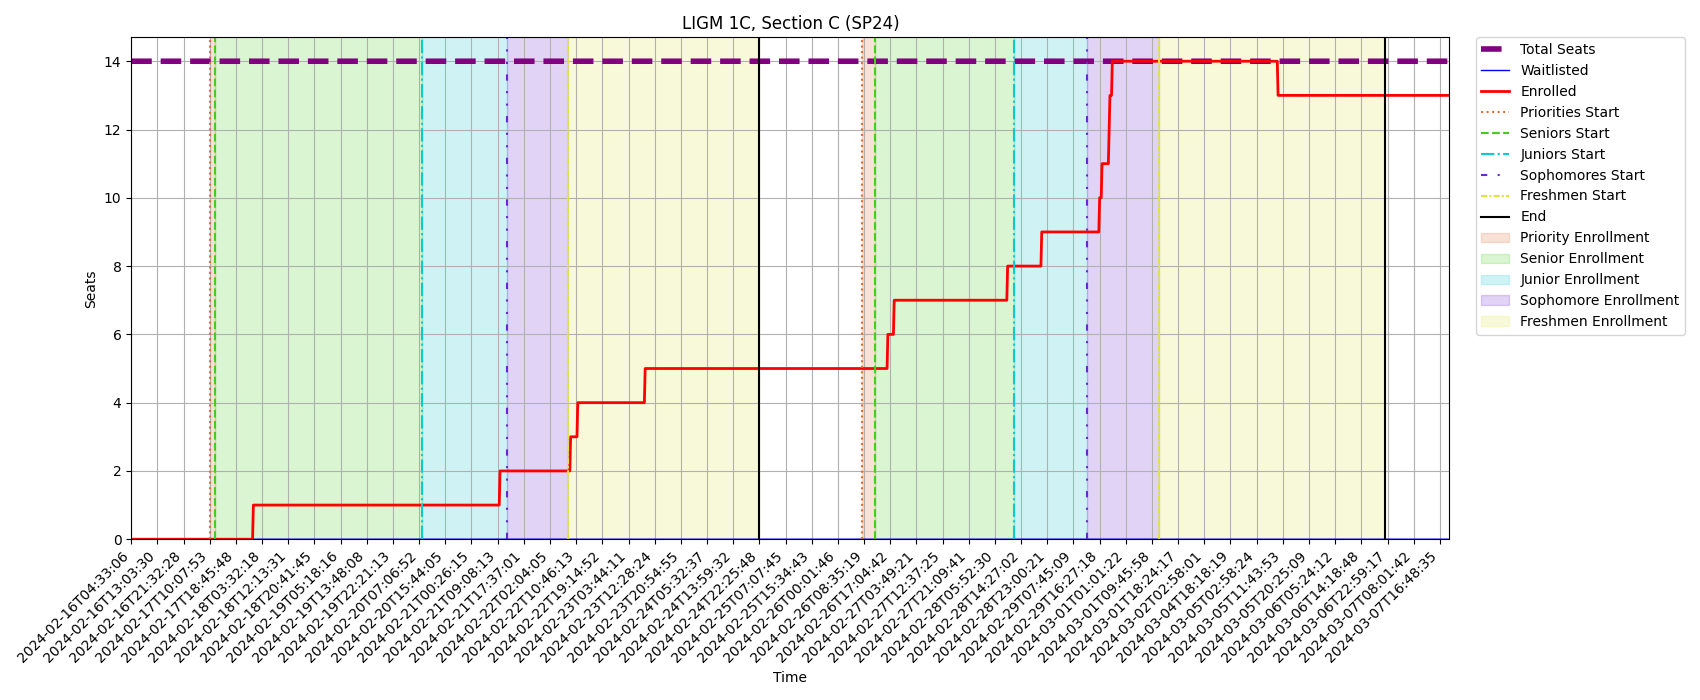 LIGM 1C, Section C (SP24)
Total Seats
Waitlisted
Enrolled
Priorities Start
Seniors Start
Juniors Start
Sophomores Start
Freshmen Start
End
Priority Enrollment
Senior Enrollment
Junior Enrollment
Sophomore Enrollment
Freshmen Enrollment
Seats
14
12
10
8
6
4
2
0
2024-02-16T04:33:06
2024-02-16T13:03:30
2024-02-16T21:32:28
2024-02-17T10:07:53
2024-02-17T18:45:48
2024-02-18T03:32:18
2024-02-18T12:13:31
2024-02-18T20:41:45
2024-02-19T05:18:16
2024-02-19T13:48:08
2024-02-19T22:21:13
2024-02-20T07:06:52
2024-02-20T15:44:05
2024-02-21T00:26:15
2024-02-21T09:08:13
2024-02-21T17:37:01
2024-02-22T02:04:05
2024-02-22T10:46:13
2024-02-22T19:14:52
2024-02-23T03:44:11
2024-02-23T12:28:24
2024-02-23T20:54:55
2024-02-24T05:32:37
2024-02-24T13:59:32
2024-02-24T22:25:48
2024-02-25T07:07:45
2024-02-25T15:34:43
2024-02-26T00:01:46
2024-02-26T08:35:19
2024-02-26T17:04:42
2024-02-27T03:49:21
2024-02-27T12:37:25
2024-02-27T21:09:41
2024-02-28T05:52:30
2024-02-28T14:27:02
2024-02-28T23:00:21
2024-02-29T07:45:09
2024-02-29T16:27:18
2024-03-01T01:01:22
2024-03-01T09:45:58
2024-03-01T18:24:17
2024-03-02T02:58:01
2024-03-04T18:18:19
2024-03-05T02:58:24
2024-03-05T11:43:53
2024-03-05T20:25:09
2024-03-06T05:24:12
2024-03-06T14:18:48
2024-03-06T22:59:17
2024-03-07T08:01:42
2024-03-07T16:48:35
Time